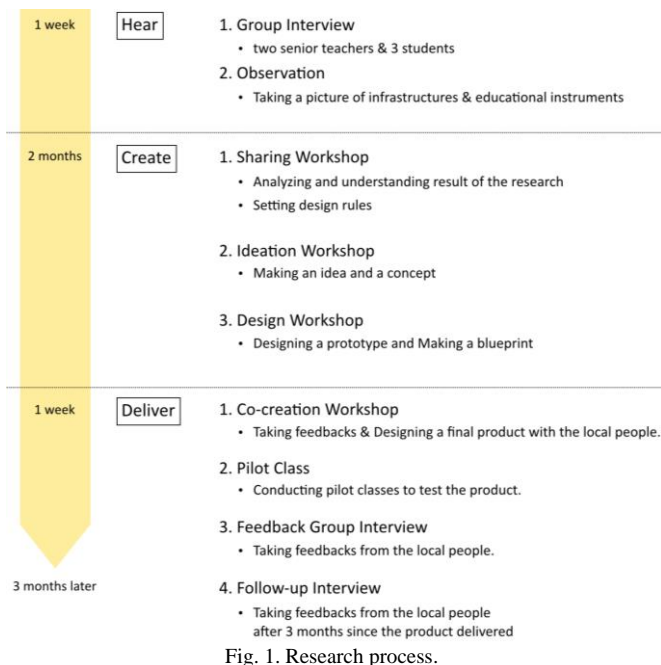 1 week
Hear
1. Group Interview
• two senior teachers & 3 students
2. Observation
• Taking a picture of infrastructures & educational instruments
2 months
Create
1. Sharing Workshop
• Analyzing and understanding result of the research
• Setting design rules
2. Ideation Workshop
• Making an idea and a concept
3. Design Workshop
• Designing a prototype and Making a blueprint
1 week
Deliver
1. Co-creation Workshop
• Taking feedbacks & Designing a final product with the local people.
2. Pilot Class
• Conducting pilot classes to test the product.
3. Feedback Group Interview
• Taking feedbacks from the local people.
3 months later
4. Follow-up Interview
• Taking feedbacks from the local people
after 3 months since the product delivered
Fig. 1. Research process.